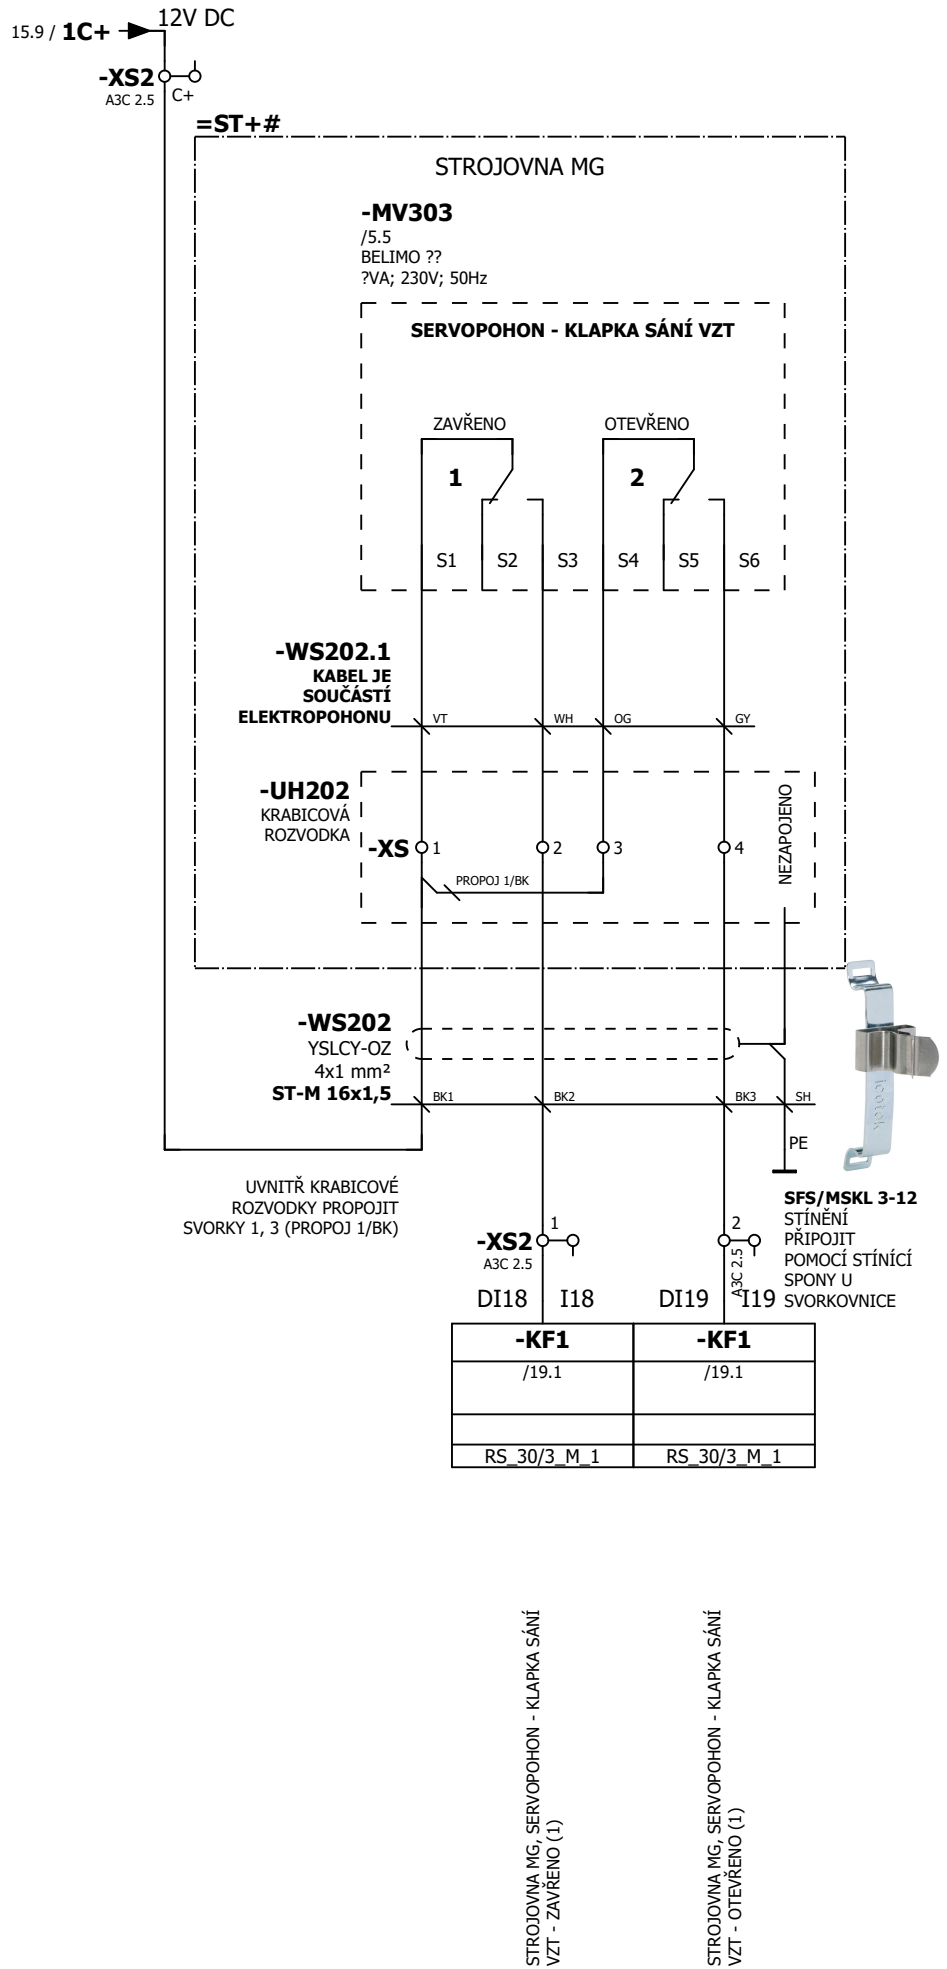 12V DC
15.9 / 1C+
-XS2
A3C 2.5
C+
=ST+#
STROJOVNA MG
-MV303
/5.5
BELIMO ??
?VA; 230V; 50Hz
SERVOPOHON - KLAPKA SÁNÍ VZT
ZAVŘENO
OTEVŘENO
1
2
S1
S2
S3
S4
S5
S6
-WS202.1
KABEL JE
SOUČÁSTÍ
ELEKTROPOHONU
VT
WH
OG
GY
-UH202
KRABICOVÁ
ROZVODKA
NEZAPOJENO
-XS
1
2
3
4
PROPOJ 1/BK
-WS202
YSLCY-OZ
4x1 mm²
ST-M 16x1,5
BK1
BK2
BK3
SH
PE
icotek
UVNITŘ KRABICOVÉ
ROZVODKY PROPOJIT
SVORKY 1, 3 (PROPOJ 1/BK)
SFS/MSKL 3-12
STÍNĚNÍ
PŘIPOJIT
POMOCÍ STÍNÍCÍ
SPONY U
SVORKOVNICE
-XS2
A3C 2.5
1
2
A3C 2.5
DI18
I18
DI19
I19
-KF1
-KF1
/19.1
/19.1
RS_30/3_M_1
RS_30/3_M_1
STROJOVNA MG, SERVOPOHON - KLAPKA SÁNÍ
VZT - ZAVŘENO (1)
STROJOVNA MG, SERVOPOHON - KLAPKA SÁNÍ
VZT - OTEVŘENO (1)